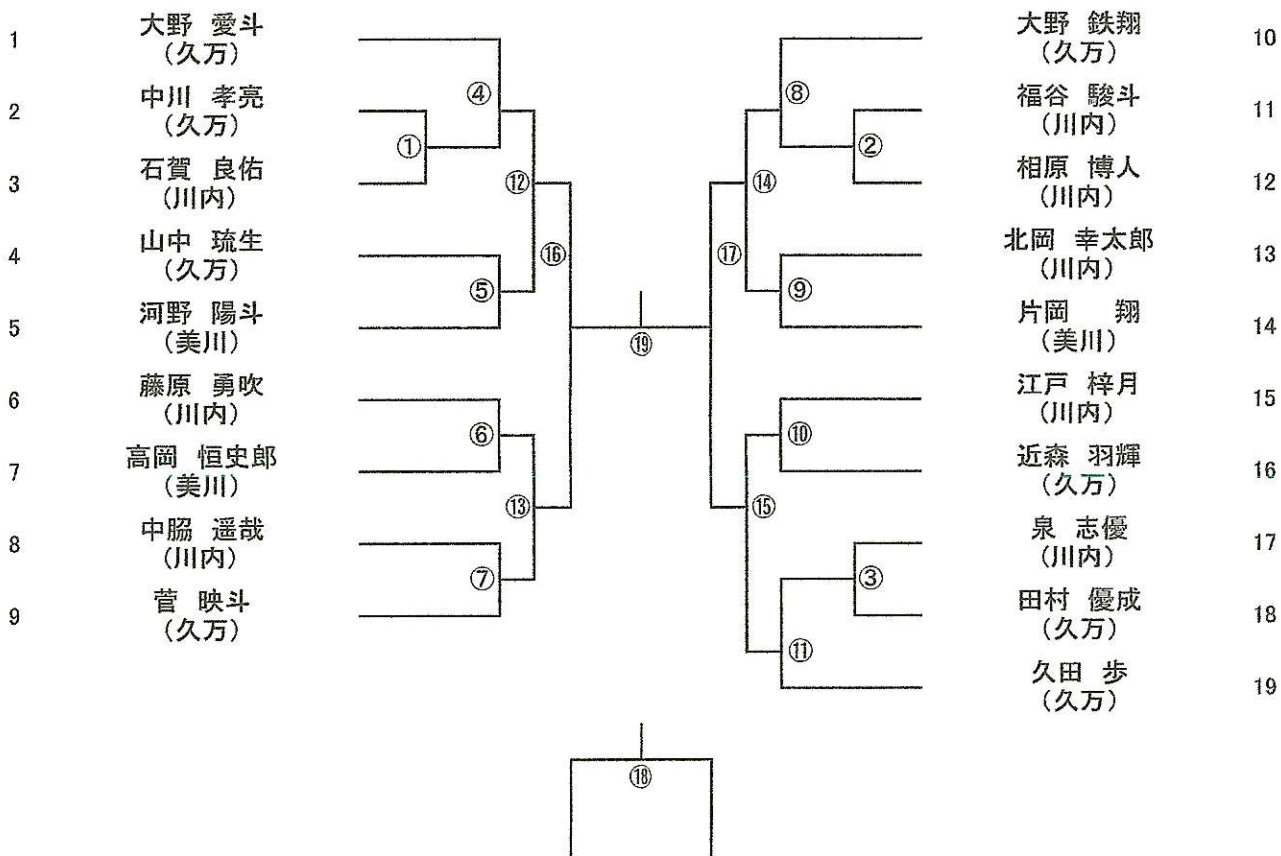 1 大野 愛斗
(久万)
2 中川 孝亮
(久万)
3 石賀 良佑
(川内)
4 山中 琉生
(久万)
5 河野 陽斗
(美川)
6 藤原 勇吹
(川内)
7 高岡 恒史郎
(美川)
8 中脇 遥哉
(川内)
9 菅 映斗
(久万)
④
①
⑫
⑤
⑯
⑥
⑬
⑦
⑲
⑧
②
⑭
⑰
⑨
⑩
⑮
③
⑪
大野 鉄翔 10
(久万)
福谷 駿斗 11
(川内)
相原 博人 12
(川内)
北岡 幸太郎 13
(川内)
片岡 翔 14
(美川)
江戸 梓月 15
(川内)
近森 羽輝 16
(久万)
泉 志優 17
(川内)
田村 優成 18
(久万)
久田 歩 19
(久万)
⑱